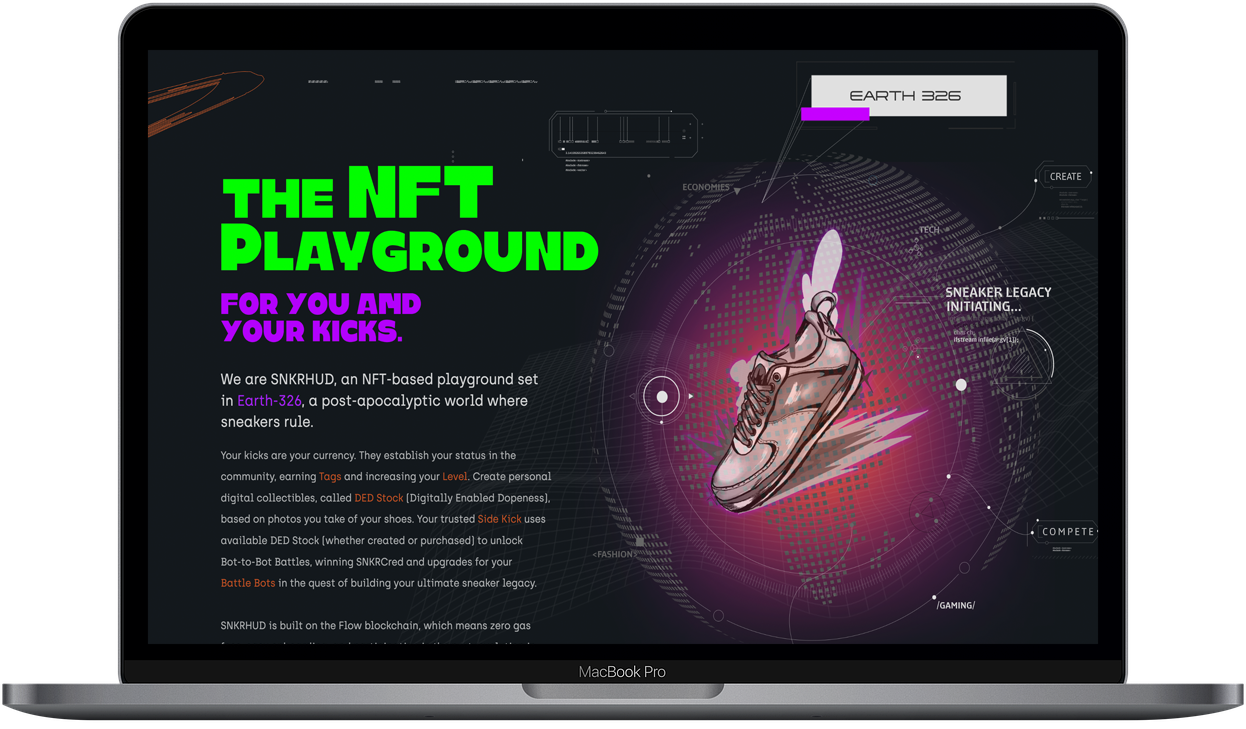 EARTH 326
CREATE
ECONOMIES
TECH
THE NFT
PLAYGROUND
FOR YOU AND
YOUR KICKS.
SNEAKER LEGACY
INITIATING...
We are SNKRHUD, an NFT-based playground set
in Earth-326, a post-apocalyptic world where
sneakers rule.
Your kicks are your currency. They establish your status in the
community, earning Tags and increasing your Level. Create personal
digital collectibles, called DED Stock [Digitally Enabled Dopeness],
based on photos you take of your shoes. Your trusted Side Kick uses
available DED Stock [whether created or purchased] to unlock
Bot-to-Bot Battles, winning SNKRCred and upgrades for your
Battle Bots in the quest of building your ultimate sneaker legacy.
SNKRHUD is built on the Flow blockchain, which means zero gas
COMPETE
<FASHION>
/GAMING/
MacBook Pro